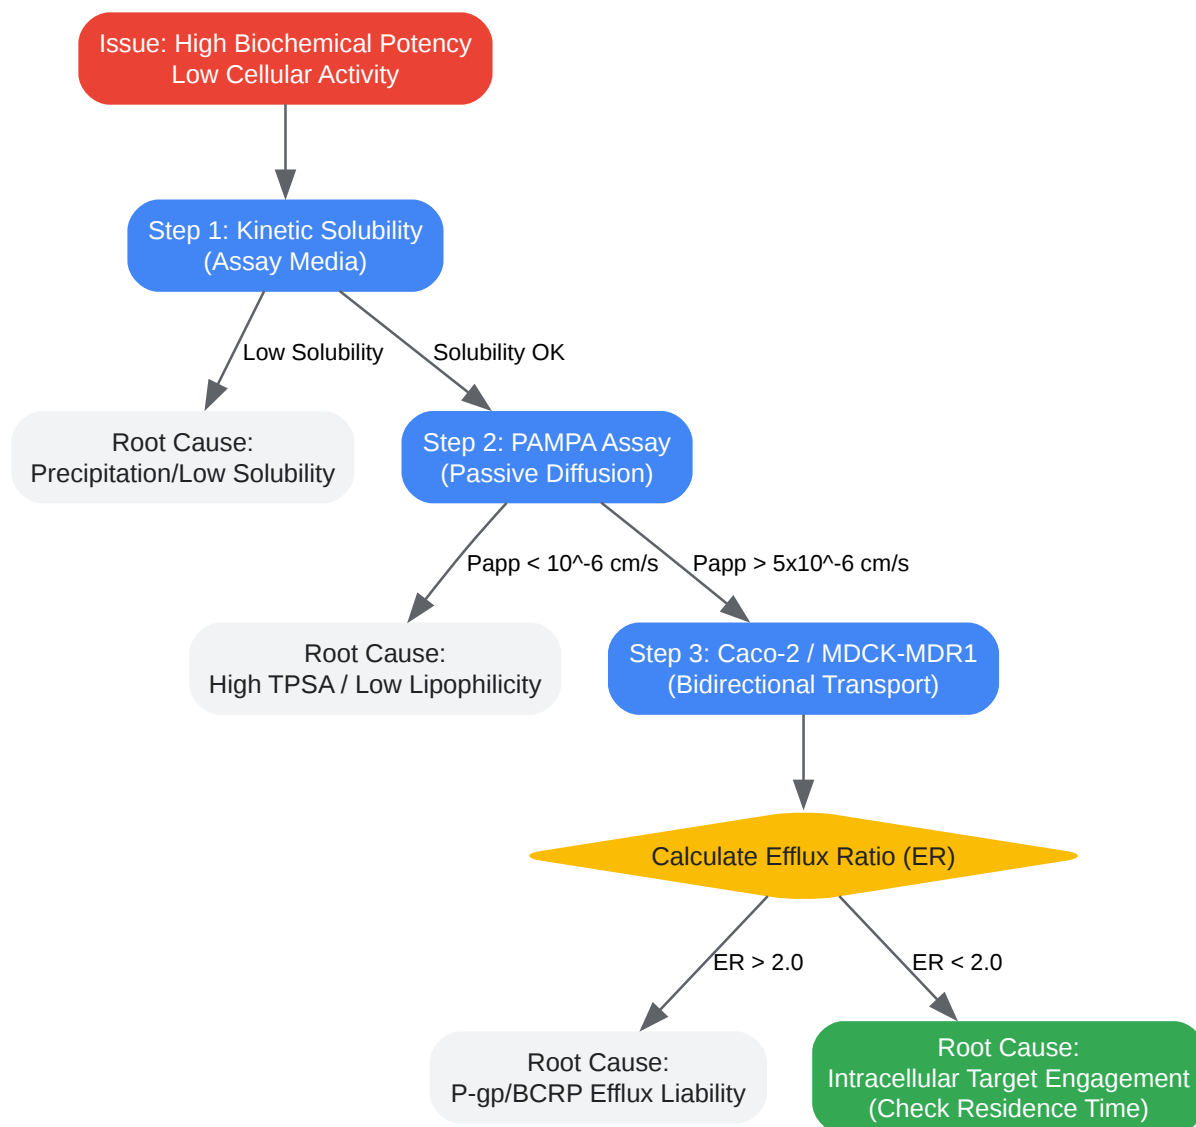 Issue: High Biochemical Potency
Low Cellular Activity
Step 1: Kinetic Solubility
(Assay Media)
Low Solubility
Solubility OK
Root Cause:
Precipitation/Low Solubility
Step 2: PAMPA Assay
(Passive Diffusion)
Papp < 10^-6 cm/s
Papp > 5x10^-6 cm/s
Root Cause:
High TPSA / Low Lipophilicity
Step 3: Caco-2 / MDCK-MDR1
(Bidirectional Transport)
Calculate Efflux Ratio (ER)
ER > 2.0
ER < 2.0
Root Cause:
P-gp/BCRP Efflux Liability
Root Cause:
Intracellular Target Engagement
(Check Residence Time)